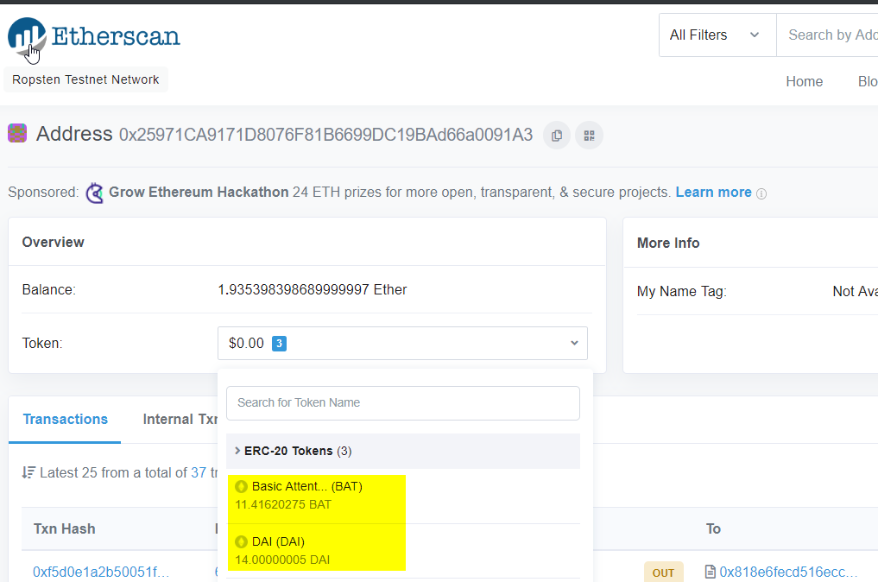 Etherscan
All Filters
Search by Add
Ropsten Testnet Network
Home
Blo
Address 0x25971CA9171D8076F81B6699DC19BAd66a0091A3
Sponsored: Grow Ethereum Hackathon 24 ETH prizes for more open, transparent, & secure projects. Learn more
Overview
More Info
Balance:
1.935398398689999997 Ether
My Name Tag:
Not Ava
Token:
$0.00 3
Search for Token Name
Transactions
Internal Txn
ERC-20 Tokens (3)
Latest 25 from a total of 37 tr
Basic Attent... (BAT)
11.41620275 BAT
Txn Hash
To
DAI (DAI)
14.00000005 DAI
0xf5d0e1a2b50051f...
6
OUT
0x818e6fecd516ecc...